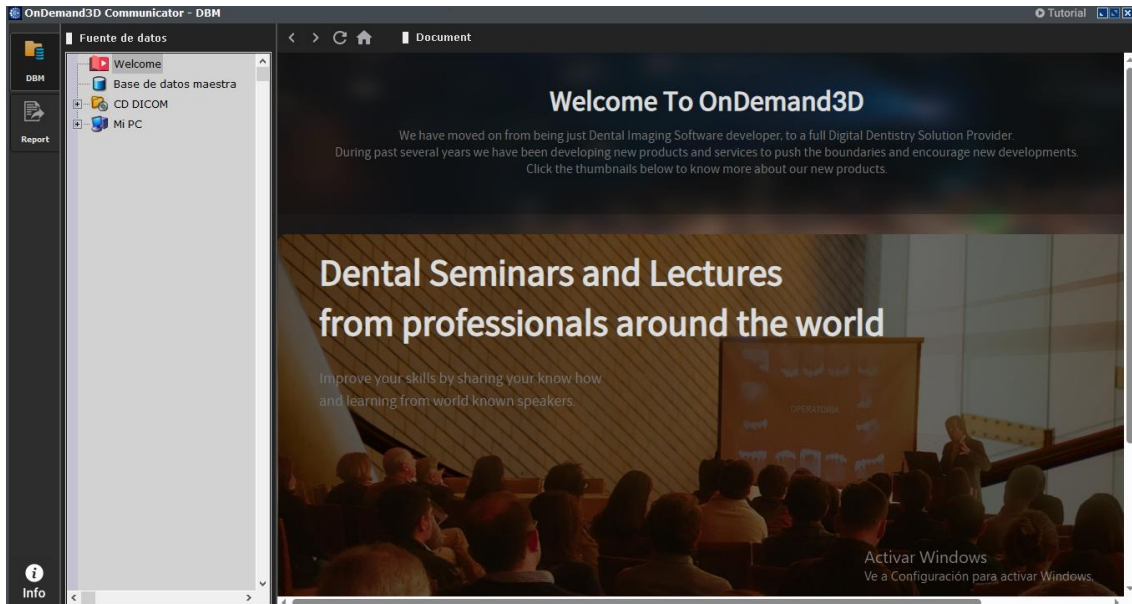 OnDemand3D Communicator - DBM
Tutorial
DBM
Report
Info
Fuente de datos
Welcome
Base de datos maestra
CD DICOM
Mi PC
Document
Welcome To OnDemand3D
We have moved on from being just Dental Imaging Software developer, to a full Digital Dentistry Solution Provider.
During past several years we have been developing new products and services to push the boundaries and encourage new developments.
Click the thumbnails below to know more about our new products.
Dental Seminars and Lectures
from professionals around the world
Improve your skills by sharing your know how
and learning from world known speakers.
OPERATORIA
Activar Windows
Ve a Configuración para activar Windows.